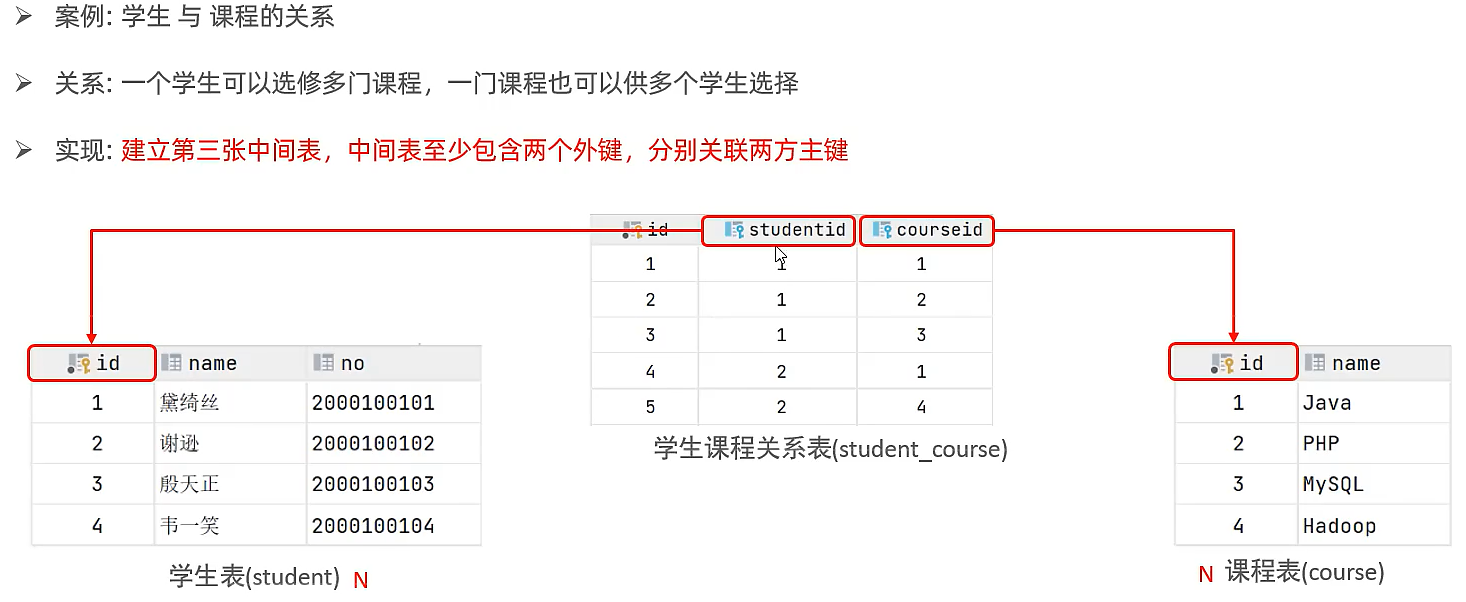 案例: 学生 与 课程的关系
关系: 一个学生可以选修多门课程，一门课程也可以供多个学生选择
实现: 建立第三张中间表，中间表至少包含两个外键，分别关联两方主键
id studentid courseid
1 1 1
2 1 2
3 1 3
4 2 1
5 2 4
学生课程关系表(student_course)
id name no
1 黛绮丝 2000100101
2 谢逊 2000100102
3 殷天正 2000100103
4 韦一笑 2000100104
学生表(student) N
id name
1 Java
2 PHP
3 MySQL
4 Hadoop
N 课程表(course)